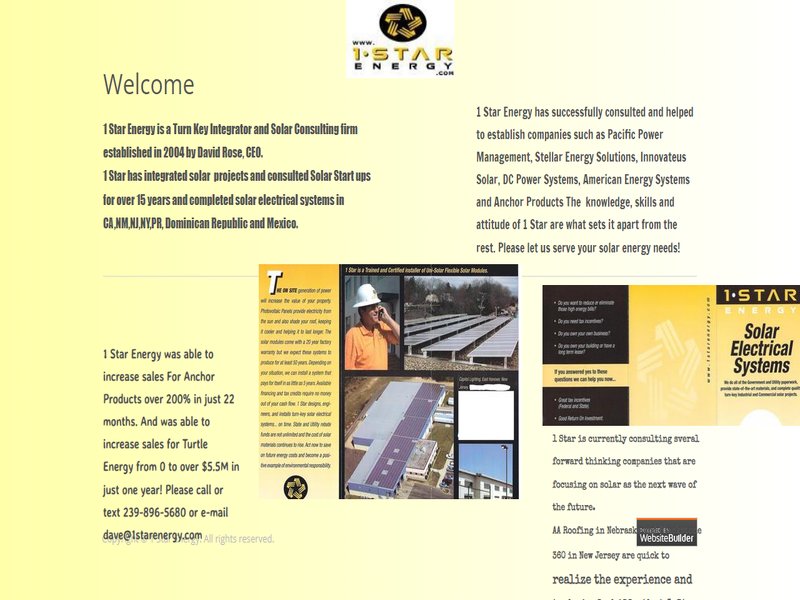 www.
1·STAR
ENERGY
.com
Welcome
1 Star Energy is a Turn Key Integrator and Solar Consulting firm
established in 2004 by David Rose, CEO.
1 Star has integrated solar projects and consulted Solar Start ups
for over 15 years and completed solar electrical systems in
CA,NM,NJ,NY,PR, Dominican Republic and Mexico.
1 Star Energy has successfully consulted and helped
to establish companies such as Pacific Power
Management, Stellar Energy Solutions, Innovateus
Solar, DC Power Systems, American Energy Systems
and Anchor Products The knowledge, skills and
attitude of 1 Star are what sets it apart from the
rest. Please let us serve your solar energy needs!
1 Star is a Trained and Certified installer of Uni-Solar Flexible Solar Modules.
THE ON SITE generation of power
will increase the value of your property.
Photovoltaic Panels provide electricity from
the sun and also shade your roof, keeping
it cooler and helping it to last longer. The
solar modules come with a 20 year factory
warranty but we expect these systems to
produce for at least 50 years. Depending on
your situation, we can install a system that
pays for itself in as little as 5 years. Available
financing and tax credits require no money
out of your cash flow. 1 Star designs, engi-
neers, and installs turn-key solar electrical
systems... on time. State and Utility rebate
funds are not unlimited and the cost of solar
materials continues to rise. Act now to save
on future energy costs and become a posi-
tive example of environmental responsibility.
Capitol Lighting, East Hanover, New
Jersey
www.1starenergy.com
1·STAR
ENERGY
Solar
Electrical
Systems
We do all of the Government and Utility paperwork,
provide state-of-the-art materials, and complete quality
turn-key Industrial and Commercial solar projects.
• Do you want to reduce or eliminate
those high energy bills?
• Do you need tax incentives?
• Do you own your own business?
• Do you own your building or have a
long term lease?
If you answered yes to these
questions we can help you now...
• Great tax incentives
(Federal and State).
• Good Return On Investment.
1 Star Energy was able to
increase sales For Anchor
Products over 200% in just 22
months. And was able to
increase sales for Turtle
Energy from 0 to over $5.5M in
just one year! Please call or
text 239-896-5680 or e-mail
dave@1starenergy.com
Copyright © 1 Star Energy. All rights reserved.
1 Star is currently consulting sveral
forward thinking companies that are
focusing on solar as the next wave of
the future.
AA Roofing in Nebraska
360 in New Jersey are quick to
realize the experience and
WebsiteBuilder